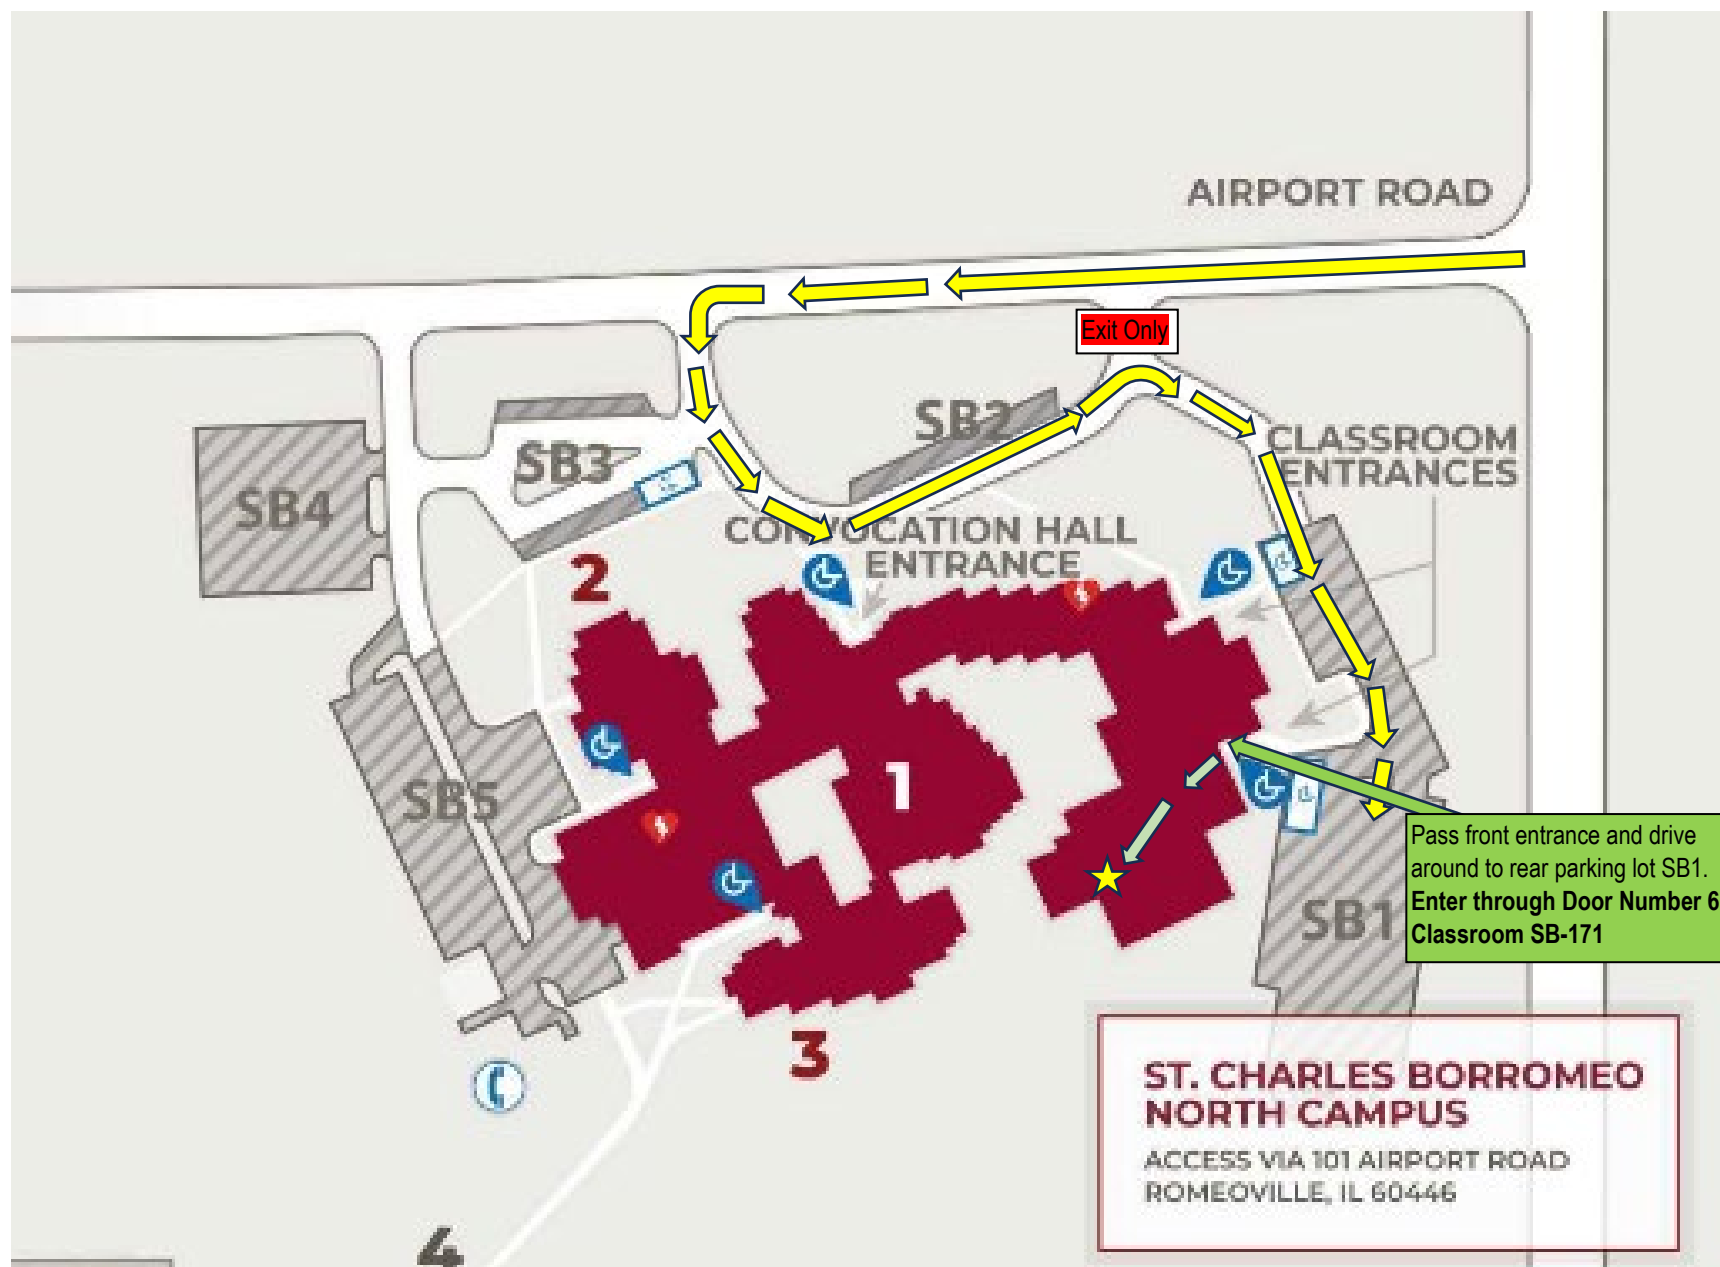 AIRPORT ROAD
Exit Only
SB2
CLASSROOM
ENTRANCES
SB3
SB4
CONVOCATION HALL
ENTRANCE
2
1
SB5
Pass front entrance and drive
around to rear parking lot SB1.
Enter through Door Number 6
Classroom SB-171
SB1
3
ST. CHARLES BORROMEO
NORTH CAMPUS
ACCESS VIA 101 AIRPORT ROAD
ROMEOVILLE, IL 60446
4